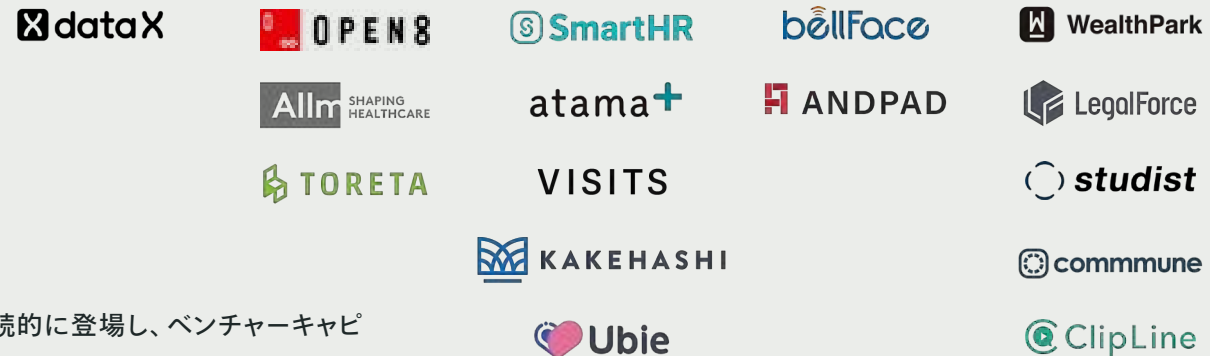 dataX
OPEN8
SmartHR
bellFace
WealthPark
Allm SHAPING
HEALTHCARE
atama+
ANDPAD
LegalForce
TORETA
VISITS
studist
KAKEHASHI
commmune
続的に登場し、ベンチャーキャピ
Ubie
ClipLine